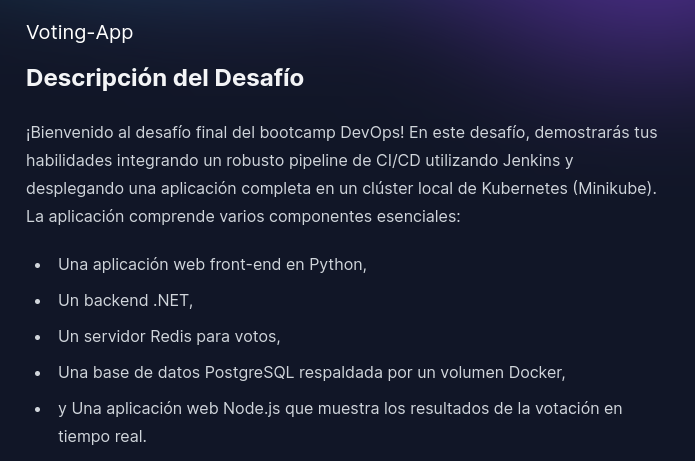 Voting-App
Descripción del Desafío
¡Bienvenido al desafío final del bootcamp DevOps! En este desafío, demostrarás tus
habilidades integrando un robusto pipeline de CI/CD utilizando Jenkins y
desplegando una aplicación completa en un clúster local de Kubernetes (Minikube).
La aplicación comprende varios componentes esenciales:
• Una aplicación web front-end en Python,
• Un backend .NET,
• Un servidor Redis para votos,
• Una base de datos PostgreSQL respaldada por un volumen Docker,
• y Una aplicación web Node.js que muestra los resultados de la votación en
tiempo real.